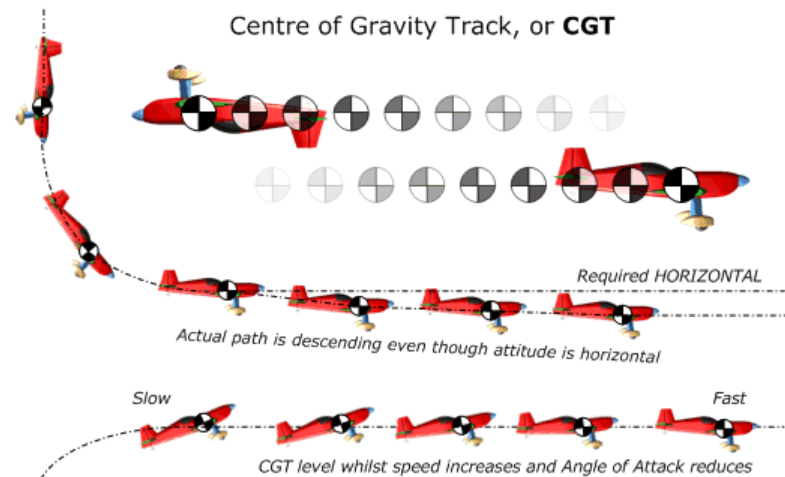 Centre of Gravity Track, or CGT
Required HORIZONTAL
Actual path is descending even though attitude is horizontal
Slow
Fast
CGT level whilst speed increases and Angle of Attack reduces